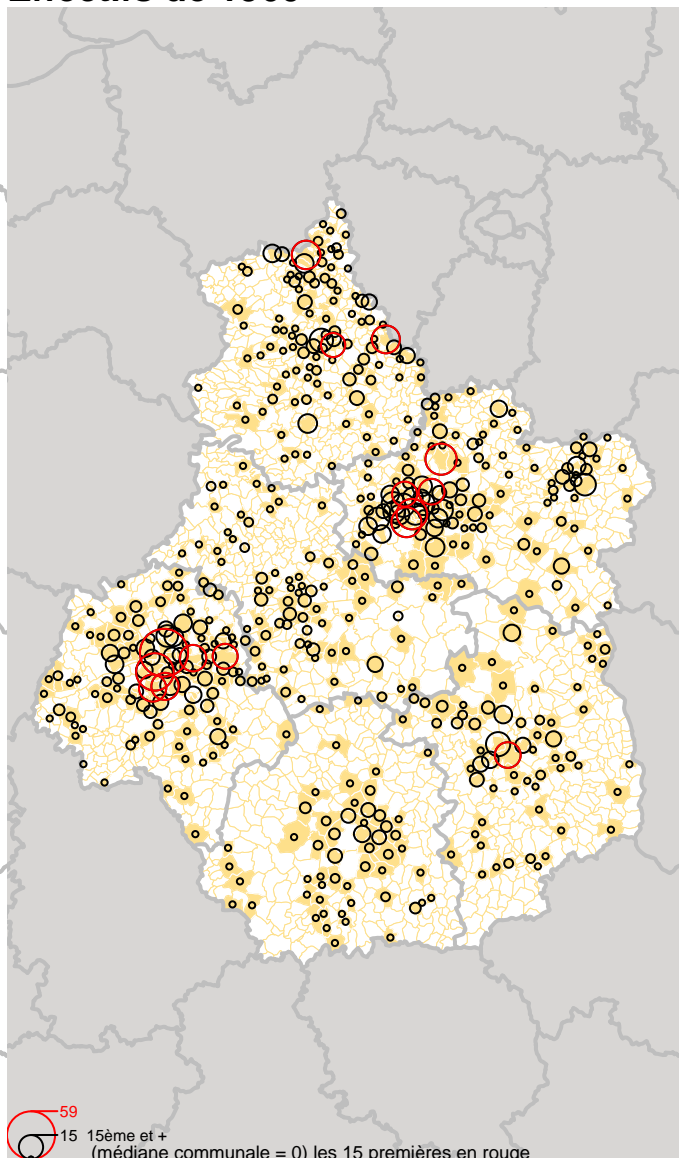 59
15 15ème et +
(médiane communale = 0) les 15 premières en rouge